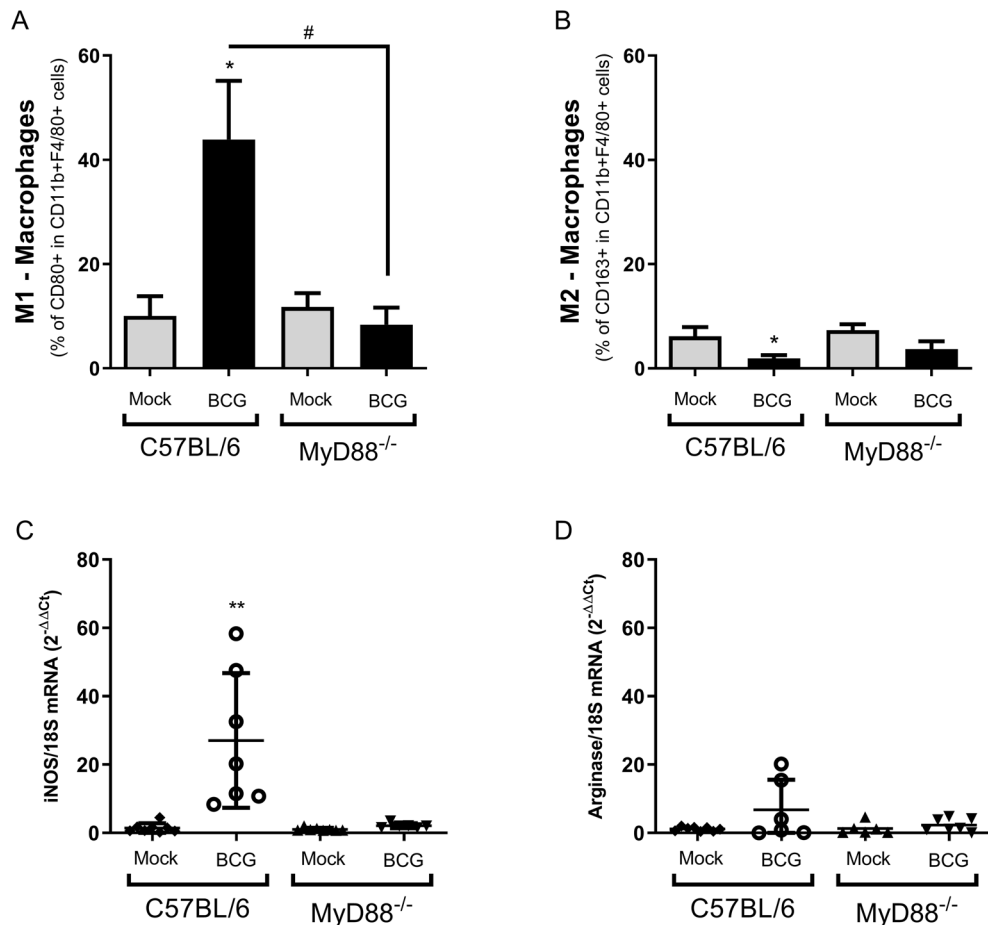 A
M1 - Macrophages
(% of CD80+ in CD11b+F4/80+ cells)
60
40
20
0
#
*
Mock
BCG
Mock
BCG
C57BL/6
MyD88-/-
B
M2 - Macrophages
(% of CD163+ in CD11b+F4/80+ cells)
60
40
20
0
*
Mock
BCG
Mock
BCG
C57BL/6
MyD88-/-
C
iNOS/18S mRNA (2-ΔΔCt)
80
60
40
20
0
**
Mock
BCG
Mock
BCG
C57BL/6
MyD88-/-
D
Arginase/18S mRNA (2-ΔΔCt)
80
60
40
20
0
Mock
BCG
Mock
BCG
C57BL/6
MyD88-/-